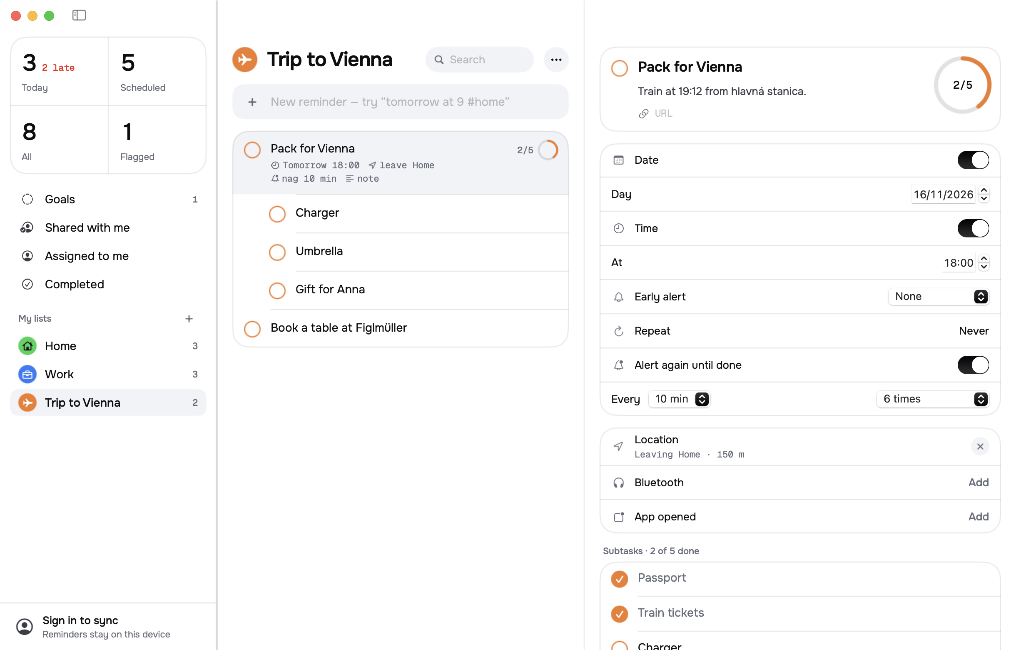 3 2 late
Today
5
Scheduled
8
All
1
Flagged
Goals 1
Shared with me
Assigned to me
Completed
My lists +
Home 3
Work 3
Trip to Vienna 2
Sign in to sync
Reminders stay on this device
Trip to Vienna
Search
New reminder — try "tomorrow at 9 #home"
Pack for Vienna 2/5
Tomorrow 18:00 leave Home
nag 10 min note
Charger
Umbrella
Gift for Anna
Book a table at Figlmüller
Pack for Vienna
Train at 19:12 from hlavná stanica.
URL
2/5
Date
Day 16/11/2026
Time
At 18:00
Early alert None
Repeat Never
Alert again until done
Every 10 min 6 times
Location
Leaving Home · 150 m
Bluetooth Add
App opened Add
Subtasks · 2 of 5 done
Passport
Train tickets
Charger